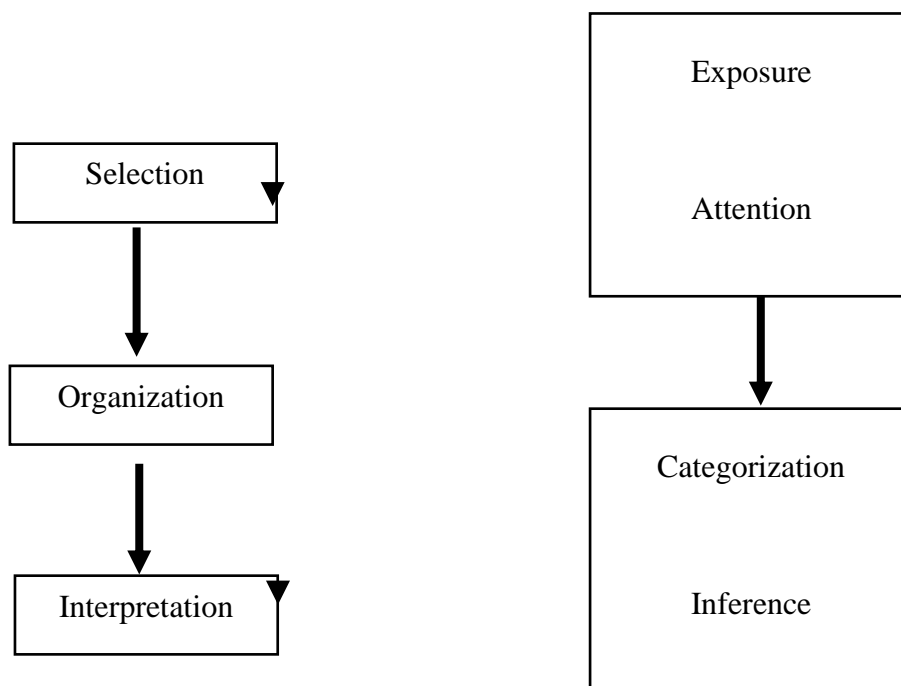 Selection
Organization
Interpretation
Exposure
Attention
Categorization
Inference